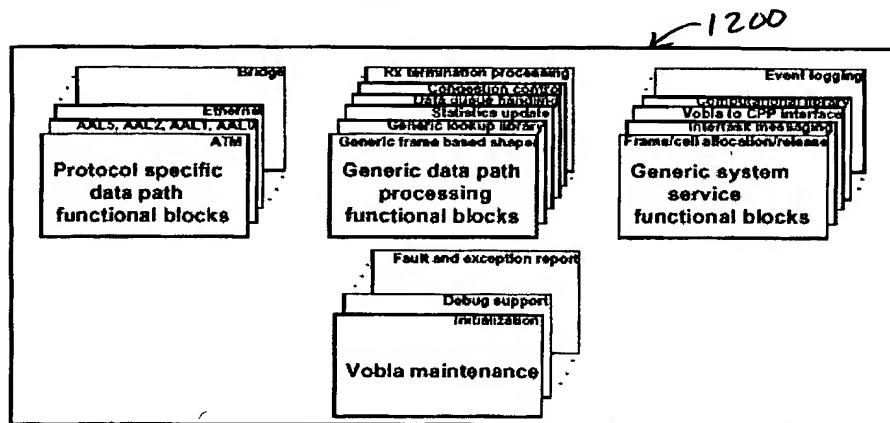 1200
Bridge
Ethernet
AAL5, AAL2, AAL1, AAL0
ATM
Protocol specific
data path
functional blocks
Rx termination processing
Congestion control
Data queue handling
Statistics update
Generic lookup library
Generic frame based shaper
Generic data path
processing
functional blocks
Event logging
Computational library
Vobla to CPP interface
Intertask messaging
Frame/cell allocation/release
Generic system
service
functional blocks
Fault and exception report
Debug support
Initialization
Vobla maintenance